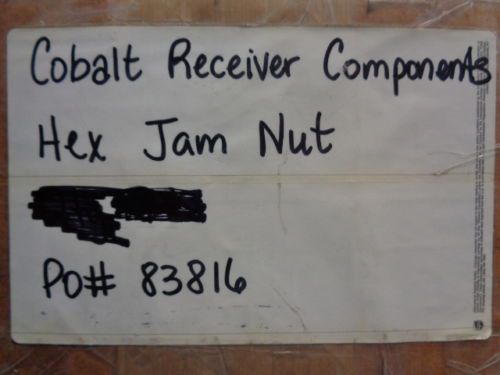 Cobalt Receiver Components
Hex Jam Nut
Po# 83816